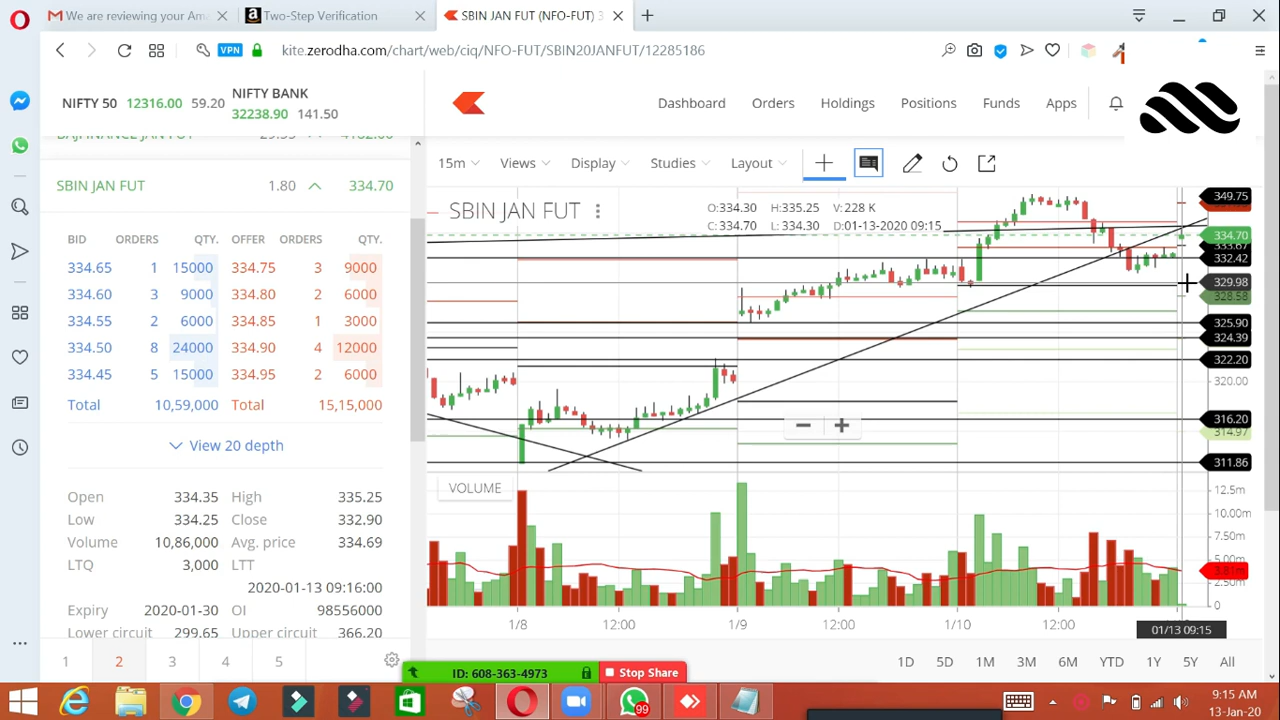 We are reviewing your Am
Two-Step Verification
SBIN JAN FUT (NFO-FUT) 3
VPN
kite.zerodha.com/chart/web/ciq/NFO-FUT/SBIN20JANFUT/12285186
NIFTY 50 12316.00 59.20
NIFTY BANK
32238.90 141.50
Dashboard Orders Holdings Positions Funds Apps
BAJFINANCE JAN FUT
SBIN JAN FUT 1.80 334.70
BID ORDERS QTY. OFFER ORDERS QTY.
334.65 1 15000 334.75 3 9000
334.60 3 9000 334.80 2 6000
334.55 2 6000 334.85 1 3000
334.50 8 24000 334.90 4 12000
334.45 5 15000 334.95 2 6000
Total 10,59,000 Total 15,15,000
View 20 depth
Open 334.35 High 335.25
Low 334.25 Close 332.90
Volume 10,86,000 Avg. price 334.69
LTQ 3,000 LTT
2020-01-13 09:16:00
Expiry 2020-01-30 OI 98556000
Lower circuit 299.65 Upper circuit 366.20
1 2 3 4 5
15m Views Display Studies Layout
SBIN JAN FUT
O:334.30 H:335.25 V:228 K
C:334.70 L:334.30 D:01-13-2020 09:15
349.75
334.70
332.42
329.98
328.58
325.90
324.39
322.20
320.00
316.20
314.97
311.86
VOLUME
12.5m
10.00m
7.50m
5.00m
2.50m
0
1/8 12:00 1/9 12:00 1/10 12:00
01/13 09:15
1D 5D 1M 3M 6M YTD 1Y 5Y All
ID: 608-363-4973 Stop Share
99
9:15 AM
13-Jan-20